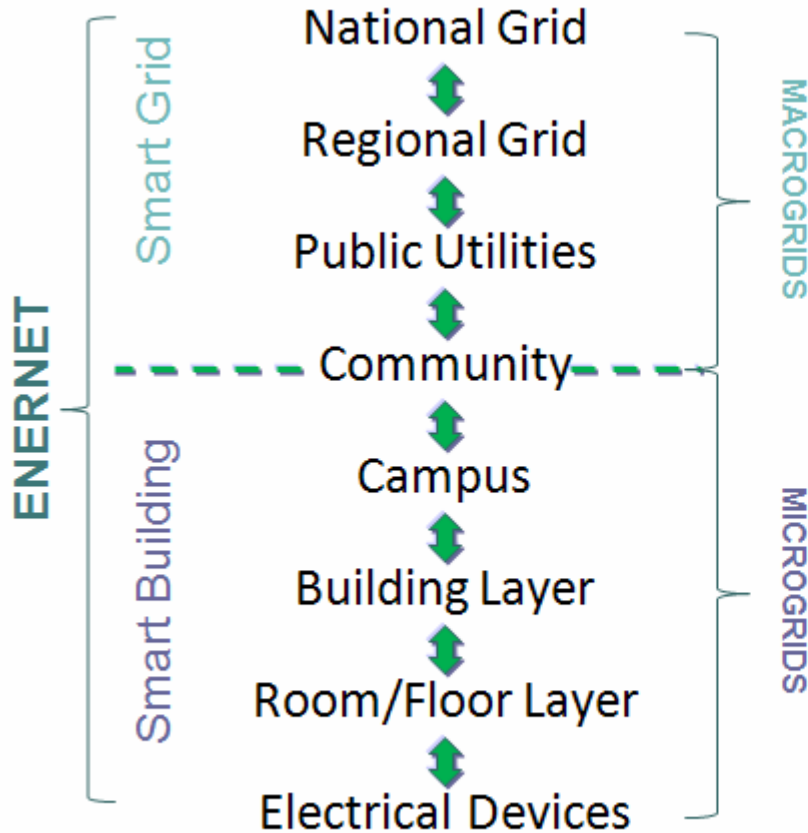 National Grid
Regional Grid
Public Utilities
Community
Campus
Building Layer
Room/Floor Layer
Electrical Devices
ENERNET
Smart Grid
Smart Building
MACROGRIDS
MICROGRIDS